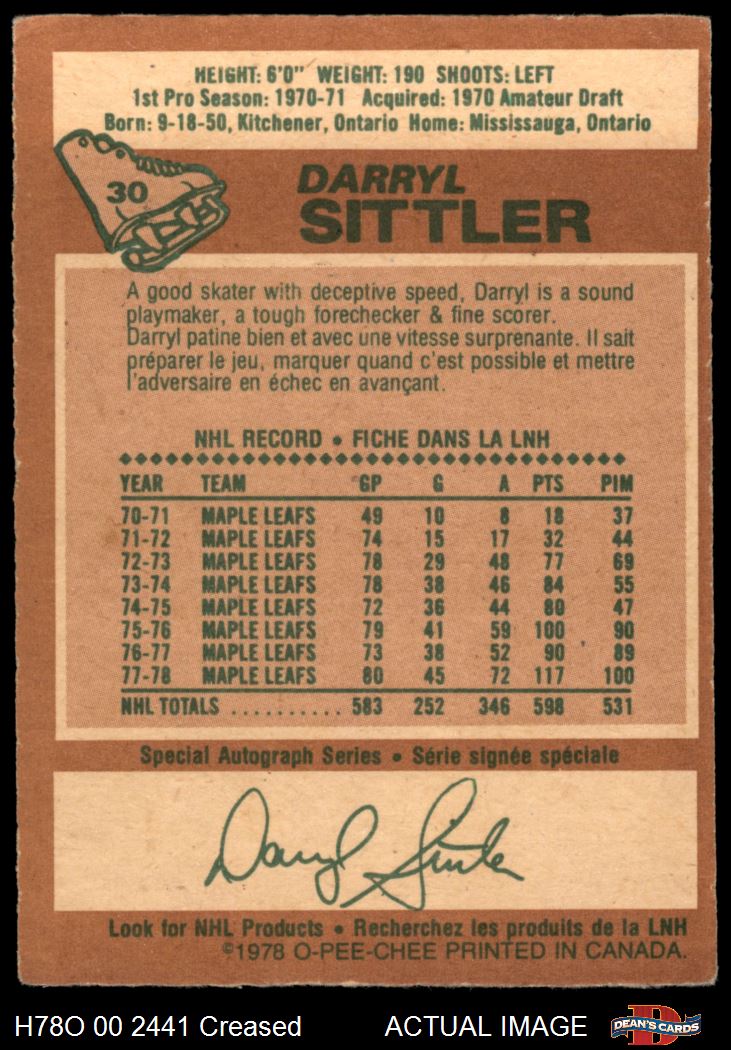 HEIGHT: 6'0" WEIGHT: 190 SHOOTS: LEFT
1st Pro Season: 1970-71 Acquired: 1970 Amateur Draft
Born: 9-18-50, Kitchener, Ontario Home: Mississauga, Ontario
30
DARRYL
SITTLER
A good skater with deceptive speed, Darryl is a sound
playmaker, a tough forechecker & fine scorer.
Darryl patine bien et avec une vitesse surprenante. Il sait
préparer le jeu, marquer quand c'est possible et mettre
l'adversaire en échec en avançant.
NHL RECORD • FICHE DANS LA LNH
YEAR TEAM GP G A PTS PIM
70-71 MAPLE LEAFS 49 10 8 18 37
71-72 MAPLE LEAFS 74 15 17 32 44
72-73 MAPLE LEAFS 78 29 48 77 69
73-74 MAPLE LEAFS 78 38 46 84 55
74-75 MAPLE LEAFS 72 36 44 80 47
75-76 MAPLE LEAFS 79 41 59 100 90
76-77 MAPLE LEAFS 73 38 52 90 89
77-78 MAPLE LEAFS 80 45 72 117 100
NHL TOTALS .......... 583 252 346 598 531
Special Autograph Series • Série signée spéciale
Darryl Sittler
Look for NHL Products • Recherchez les produits de la LNH
©1978 O-PEE-CHEE PRINTED IN CANADA.
H78O 00 2441 Creased ACTUAL IMAGE D DEAN'S CARDS